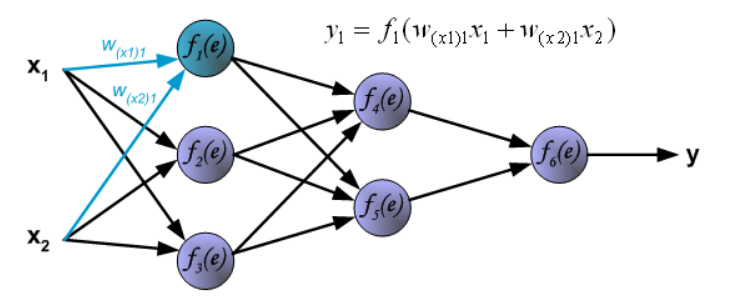 y₁ = f₁(w₍ₓ₁₎₁x₁ + w₍ₓ₂₎₁x₂)
w₍ₓ₁₎₁
f₁(e)
x₁
w₍ₓ₂₎₁
f₄(e)
f₂(e)
f₆(e)
y
f₅(e)
x₂
f₃(e)